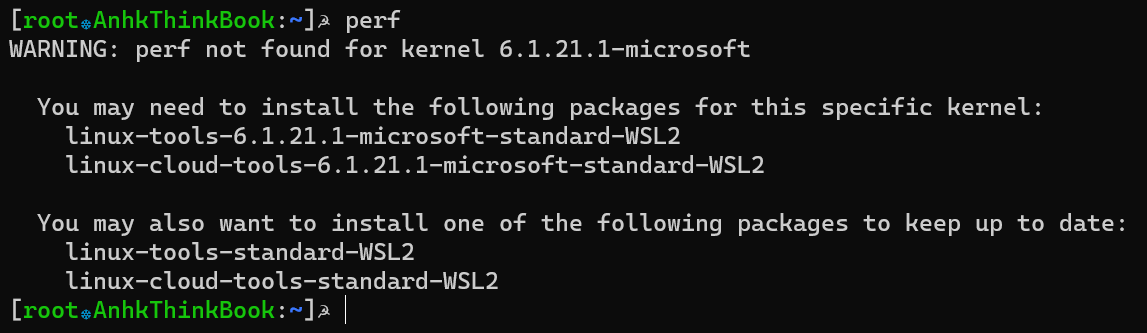 [root❄AnhkThinkBook:~]☭ perf
WARNING: perf not found for kernel 6.1.21.1-microsoft
You may need to install the following packages for this specific kernel:
linux-tools-6.1.21.1-microsoft-standard-WSL2
linux-cloud-tools-6.1.21.1-microsoft-standard-WSL2
You may also want to install one of the following packages to keep up to date:
linux-tools-standard-WSL2
linux-cloud-tools-standard-WSL2
[root❄AnhkThinkBook:~]☭